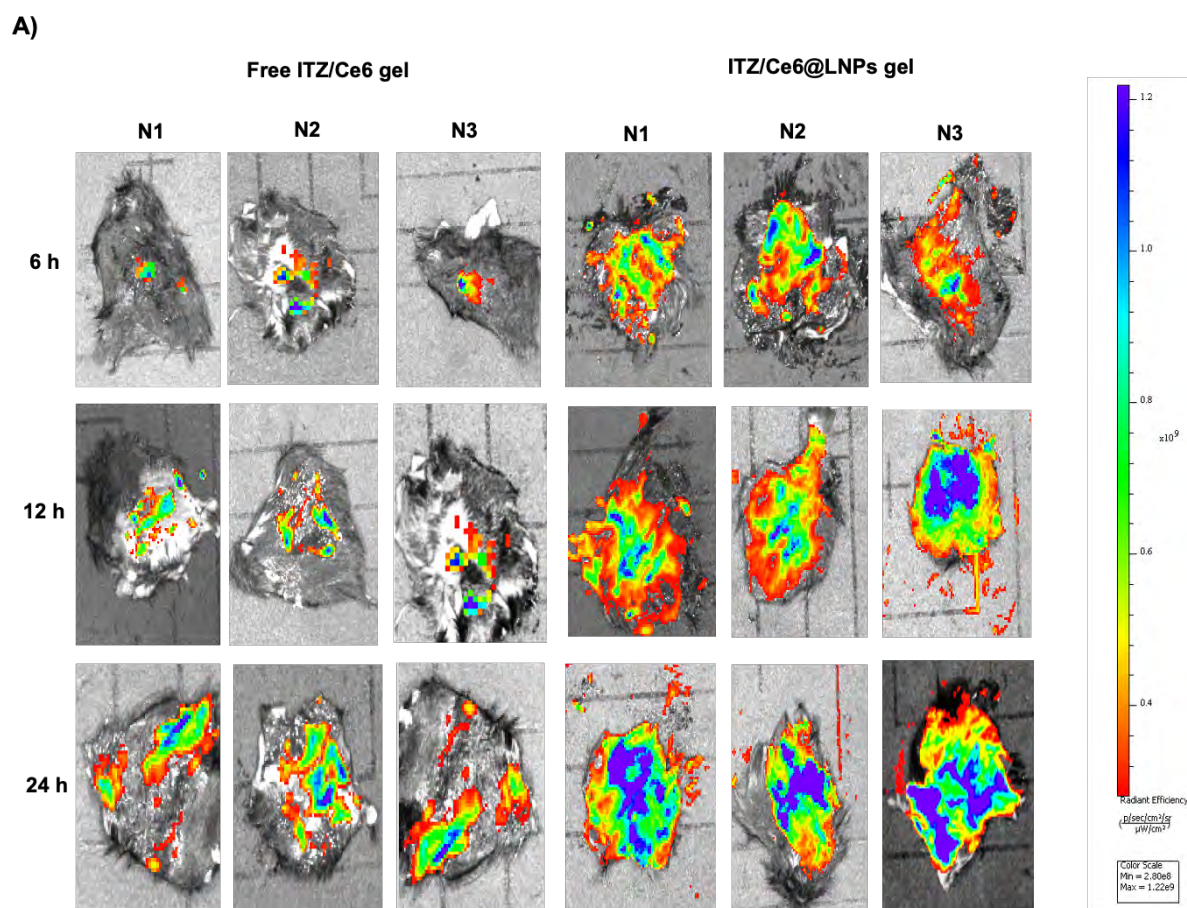 A)
Free ITZ/Ce6 gel
ITZ/Ce6@LNPs gel
N1
N2
N3
N1
N2
N3
6 h
12 h
24 h
1.2
1.0
0.8
x10⁹
0.6
0.4
Radiant Efficiency
(p/sec/cm²/sr
µW/cm²)
Color Scale
Min = 2.80e8
Max = 1.22e9